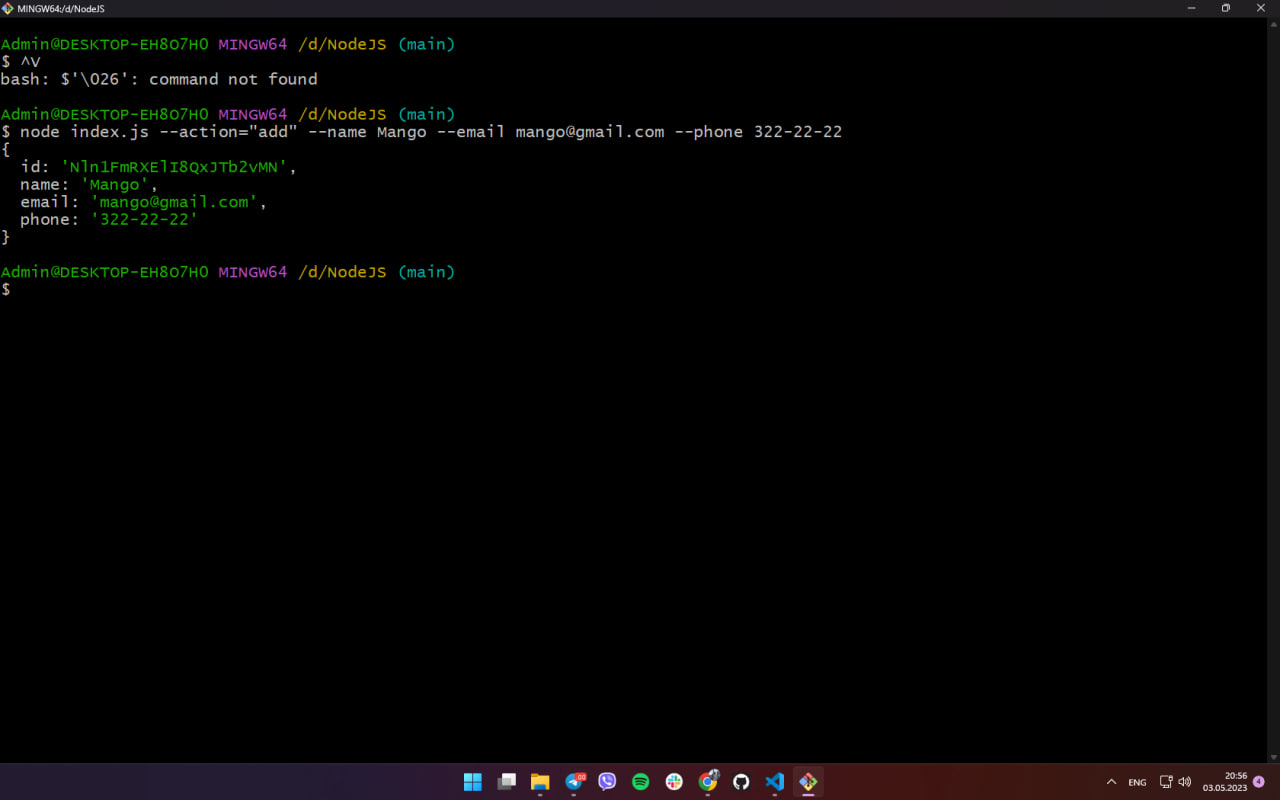 MINGW64:/d/NodeJS
Admin@DESKTOP-EH8O7H0 MINGW64 /d/NodeJS (main)
$ ^V
bash: $'\026': command not found
Admin@DESKTOP-EH8O7H0 MINGW64 /d/NodeJS (main)
$ node index.js --action="add" --name Mango --email mango@gmail.com --phone 322-22-22
{
  id: 'Nln1FmRXElI8QxJTb2vMN',
  name: 'Mango',
  email: 'mango@gmail.com',
  phone: '322-22-22'
}
Admin@DESKTOP-EH8O7H0 MINGW64 /d/NodeJS (main)
$
ENG
20:56
03.05.2023
4